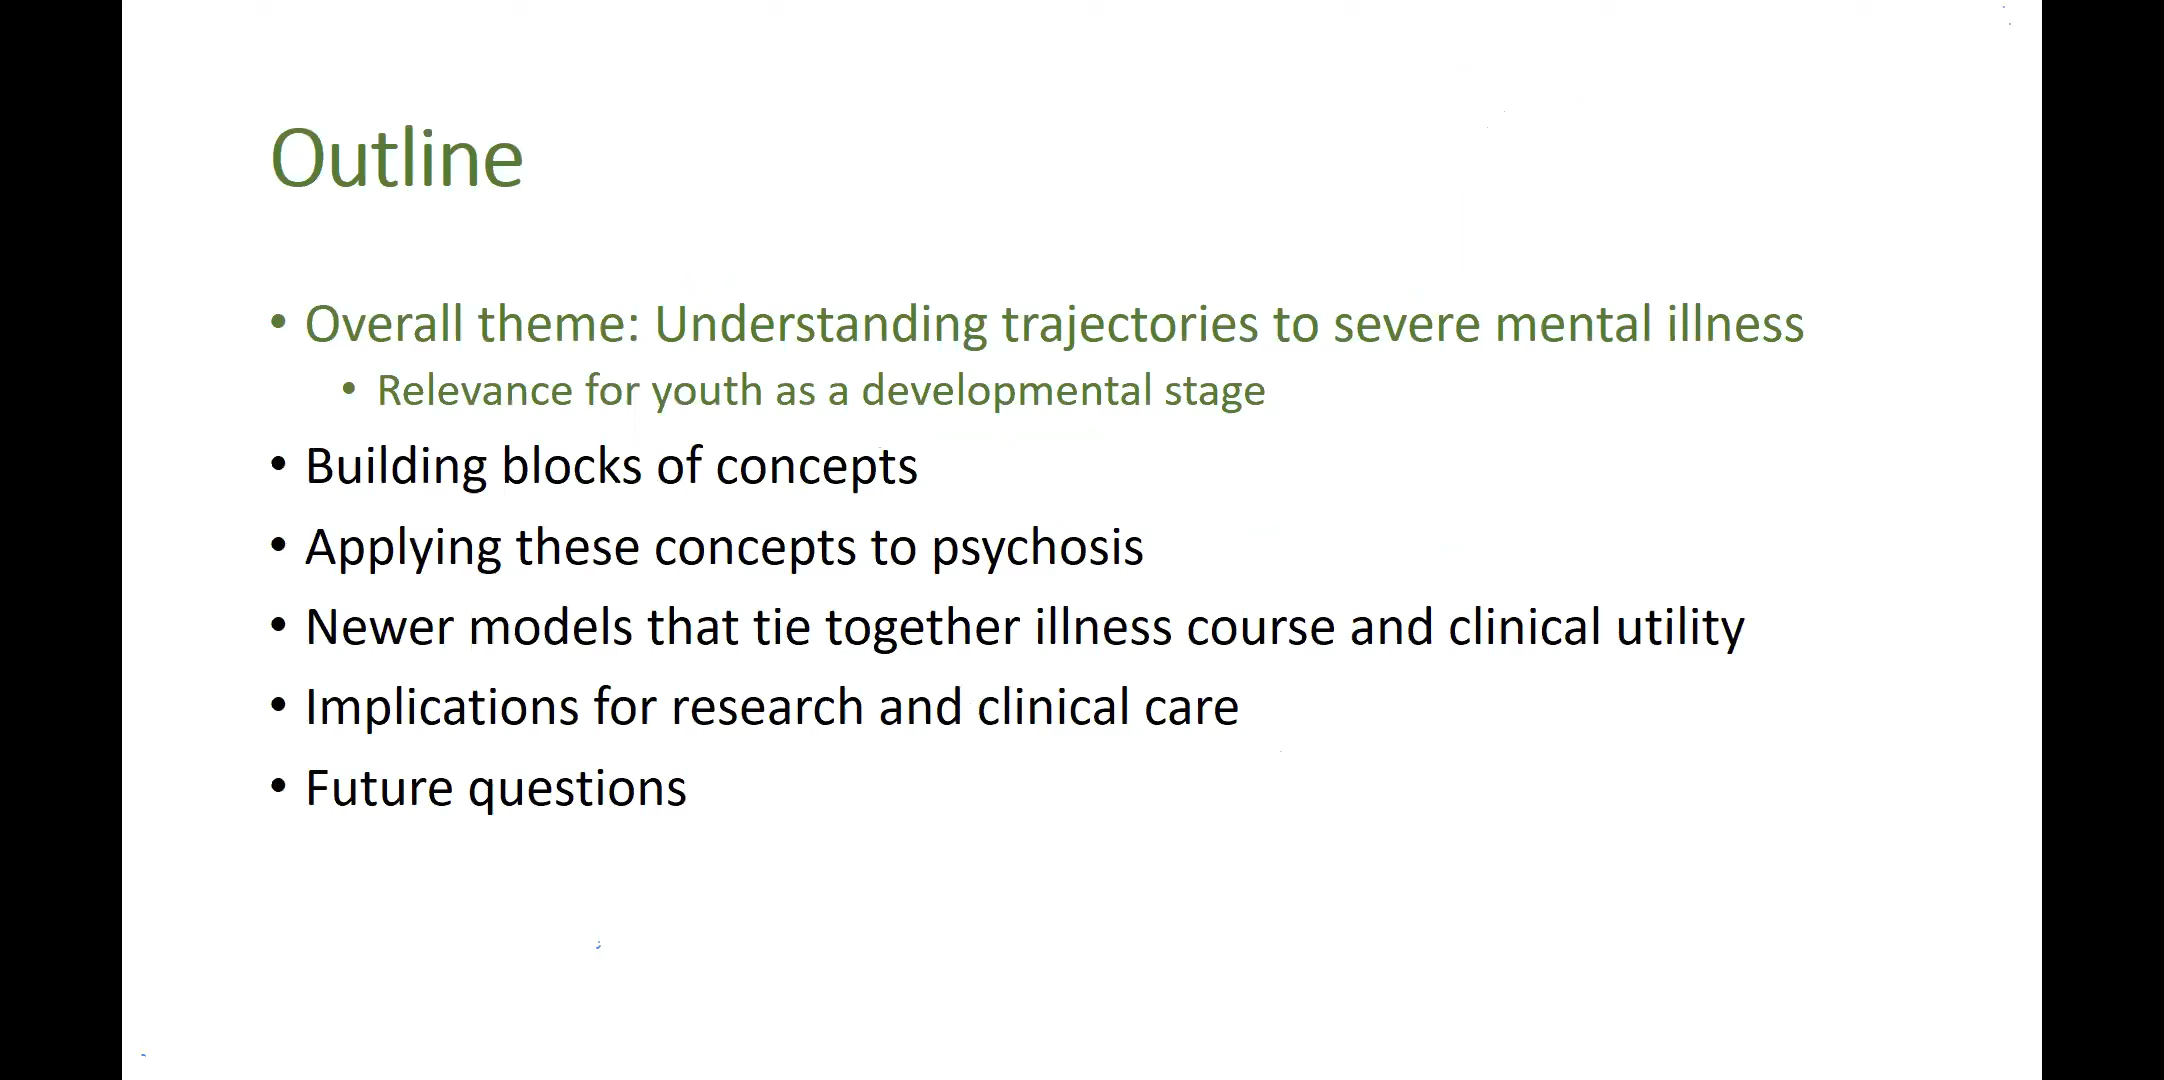 Outline
• Overall theme: Understanding trajectories to severe mental illness
• Relevance for youth as a developmental stage
• Building blocks of concepts
• Applying these concepts to psychosis
• Newer models that tie together illness course and clinical utility
• Implications for research and clinical care
• Future questions